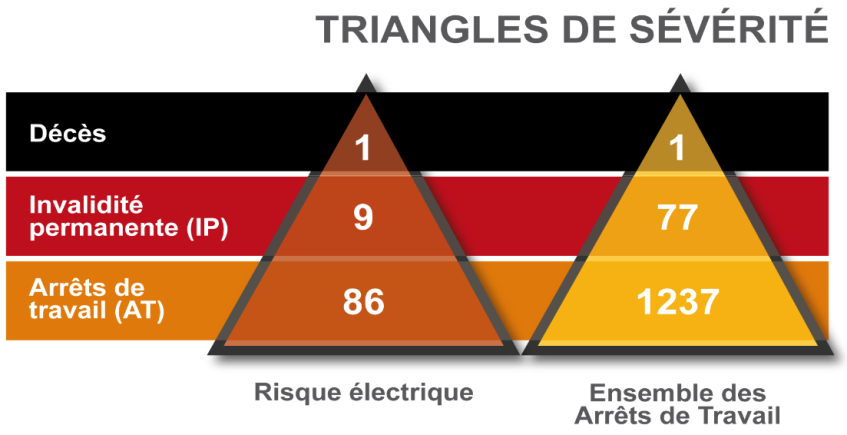 TRIANGLES DE SÉVÉRITÉ
Décès
1
1
Invalidité
permanente (IP)
9
77
Arrêts de
travail (AT)
86
1237
Risque électrique
Ensemble des
Arrêts de Travail